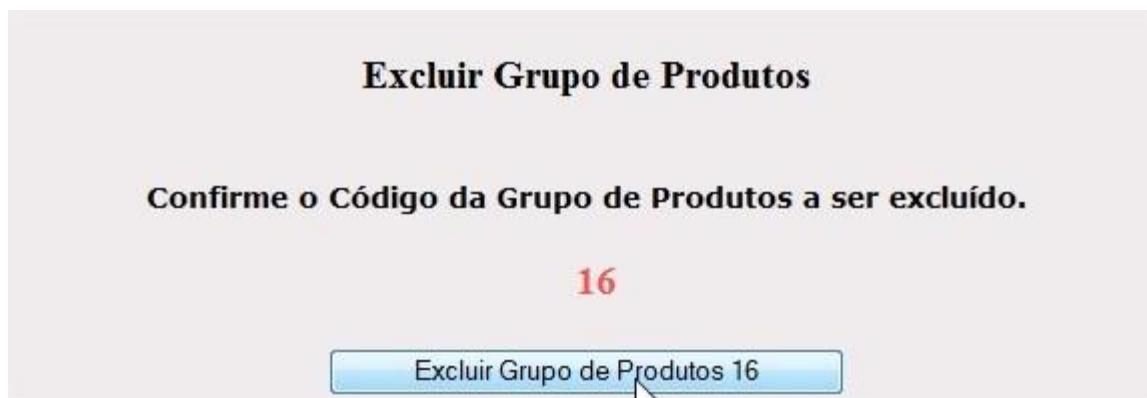 Excluir Grupo de Produtos
Confirme o Código da Grupo de Produtos a ser excluído.
16
Excluir Grupo de Produtos 16